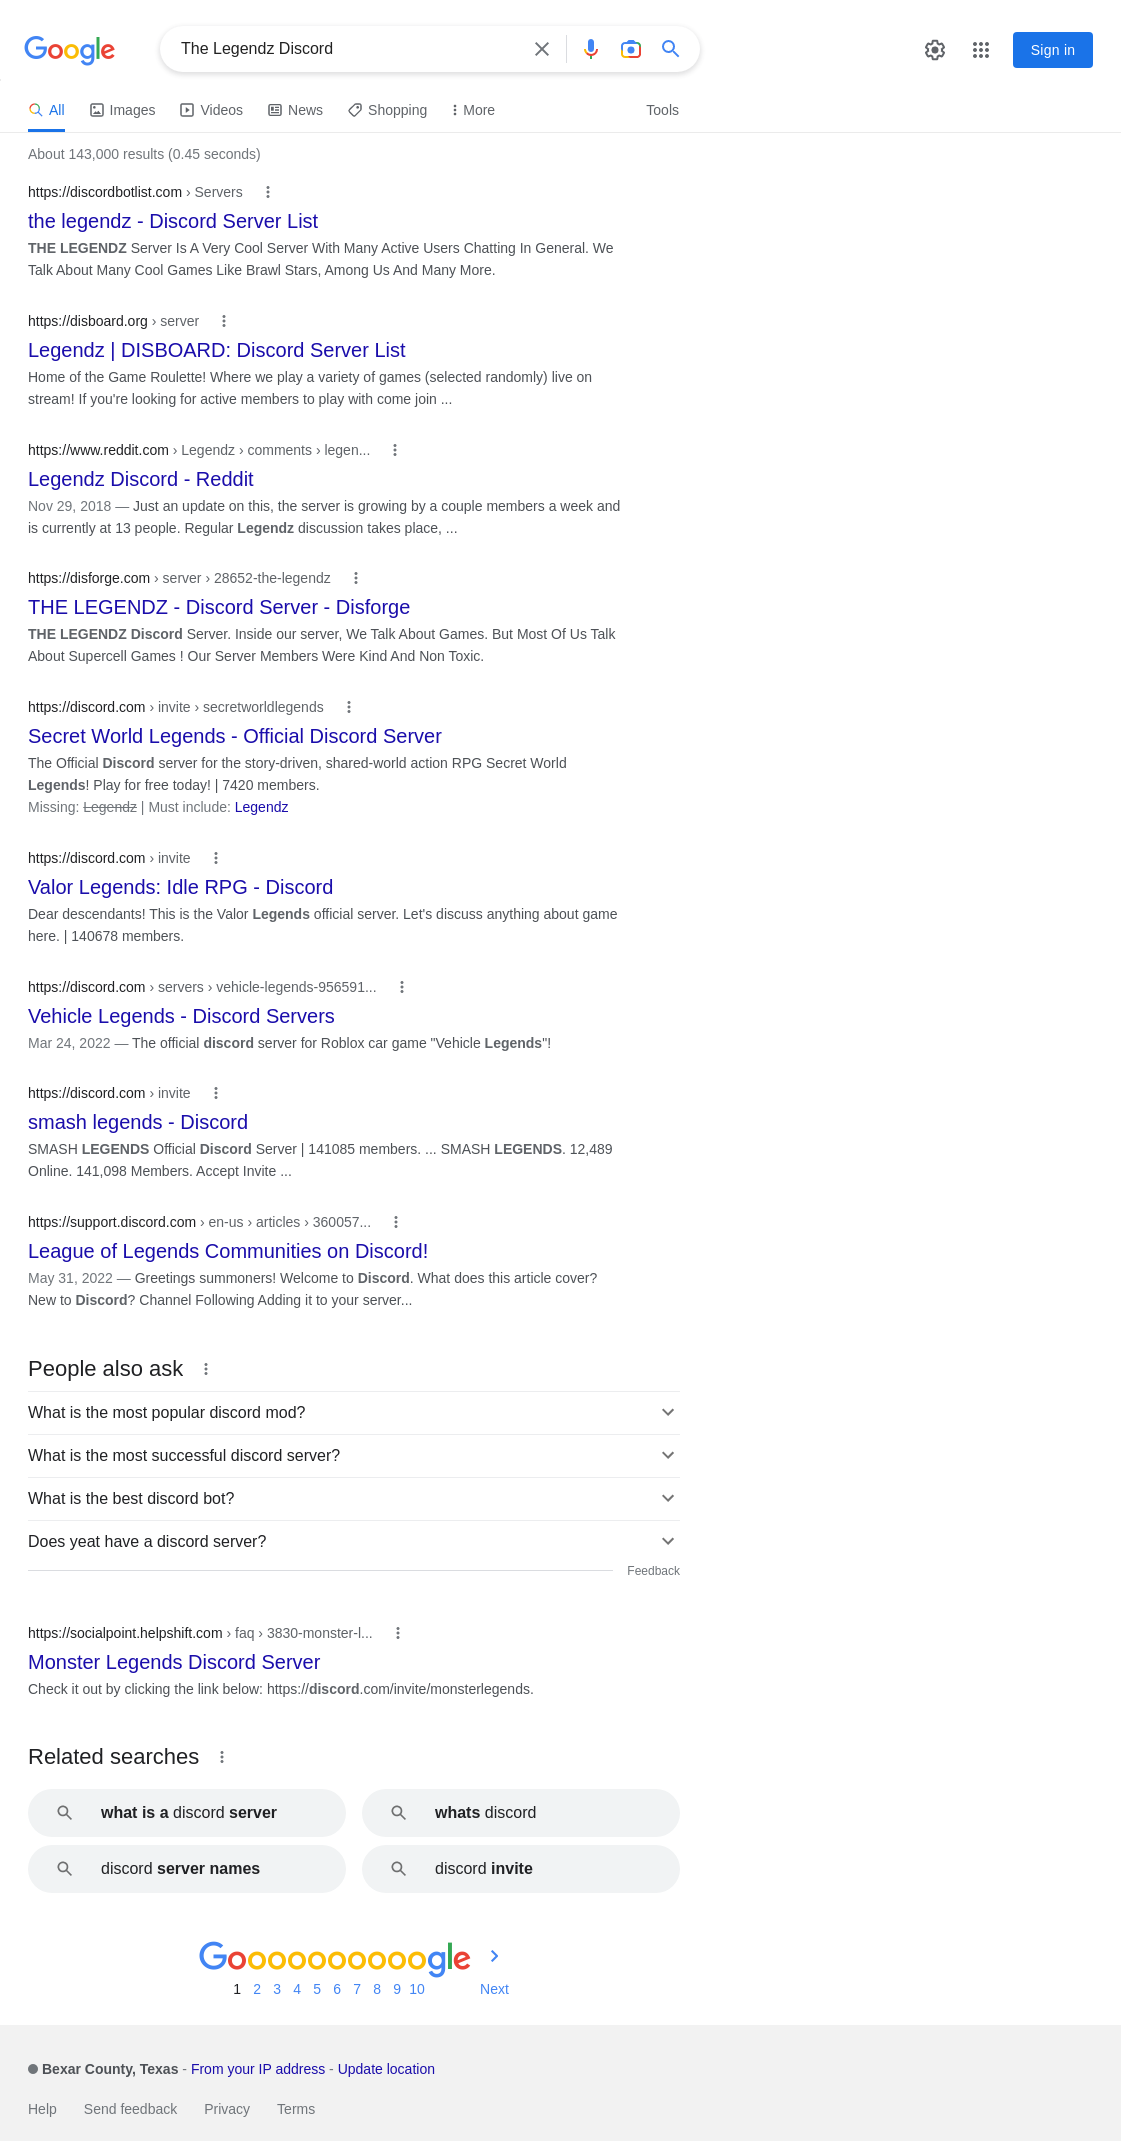 Google
The Legendz Discord
Sign in
All
Images
Videos
News
Shopping
More
Tools
About 143,000 results (0.45 seconds)
https://discordbotlist.com › Servers
the legendz - Discord Server List
THE LEGENDZ Server Is A Very Cool Server With Many Active Users Chatting In General. We
Talk About Many Cool Games Like Brawl Stars, Among Us And Many More.
https://disboard.org › server
Legendz | DISBOARD: Discord Server List
Home of the Game Roulette! Where we play a variety of games (selected randomly) live on
stream! If you're looking for active members to play with come join ...
https://www.reddit.com › Legendz › comments › legen...
Legendz Discord - Reddit
Nov 29, 2018 — Just an update on this, the server is growing by a couple members a week and
is currently at 13 people. Regular Legendz discussion takes place, ...
https://disforge.com › server › 28652-the-legendz
THE LEGENDZ - Discord Server - Disforge
THE LEGENDZ Discord Server. Inside our server, We Talk About Games. But Most Of Us Talk
About Supercell Games ! Our Server Members Were Kind And Non Toxic.
https://discord.com › invite › secretworldlegends
Secret World Legends - Official Discord Server
The Official Discord server for the story-driven, shared-world action RPG Secret World
Legends! Play for free today! | 7420 members.
Missing: Legendz | Must include: Legendz
https://discord.com › invite
Valor Legends: Idle RPG - Discord
Dear descendants! This is the Valor Legends official server. Let's discuss anything about game
here. | 140678 members.
https://discord.com › servers › vehicle-legends-956591...
Vehicle Legends - Discord Servers
Mar 24, 2022 — The official discord server for Roblox car game "Vehicle Legends"!
https://discord.com › invite
smash legends - Discord
SMASH LEGENDS Official Discord Server | 141085 members. ... SMASH LEGENDS. 12,489
Online. 141,098 Members. Accept Invite ...
https://support.discord.com › en-us › articles › 360057...
League of Legends Communities on Discord!
May 31, 2022 — Greetings summoners! Welcome to Discord. What does this article cover?
New to Discord? Channel Following Adding it to your server...
People also ask
What is the most popular discord mod?
What is the most successful discord server?
What is the best discord bot?
Does yeat have a discord server?
Feedback
https://socialpoint.helpshift.com › faq › 3830-monster-l...
Monster Legends Discord Server
Check it out by clicking the link below: https://discord.com/invite/monsterlegends.
Related searches
what is a discord server
whats discord
discord server names
discord invite
Goooooooooogle
1 2 3 4 5 6 7 8 9 10 Next
Bexar County, Texas - From your IP address - Update location
Help Send feedback Privacy Terms